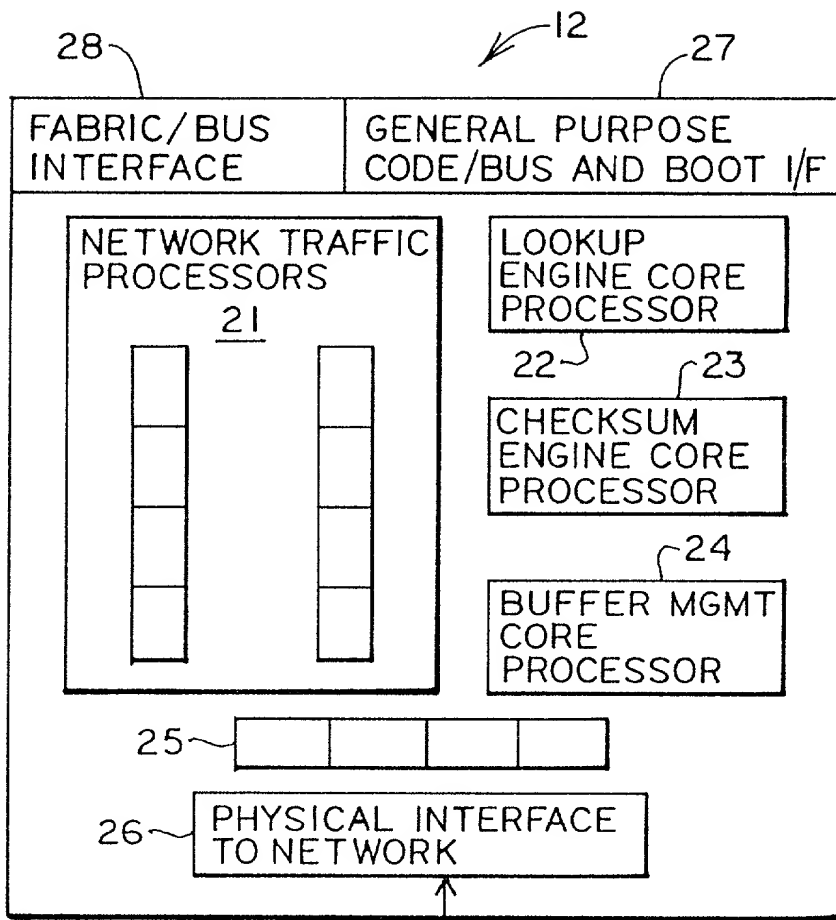 12
28
27
FABRIC/BUS
INTERFACE
GENERAL PURPOSE
CODE/BUS AND BOOT I/F
NETWORK TRAFFIC
PROCESSORS
21
LOOKUP
ENGINE CORE
PROCESSOR
22
23
CHECKSUM
ENGINE CORE
PROCESSOR
24
BUFFER MGMT
CORE
PROCESSOR
25
26
PHYSICAL INTERFACE
TO NETWORK